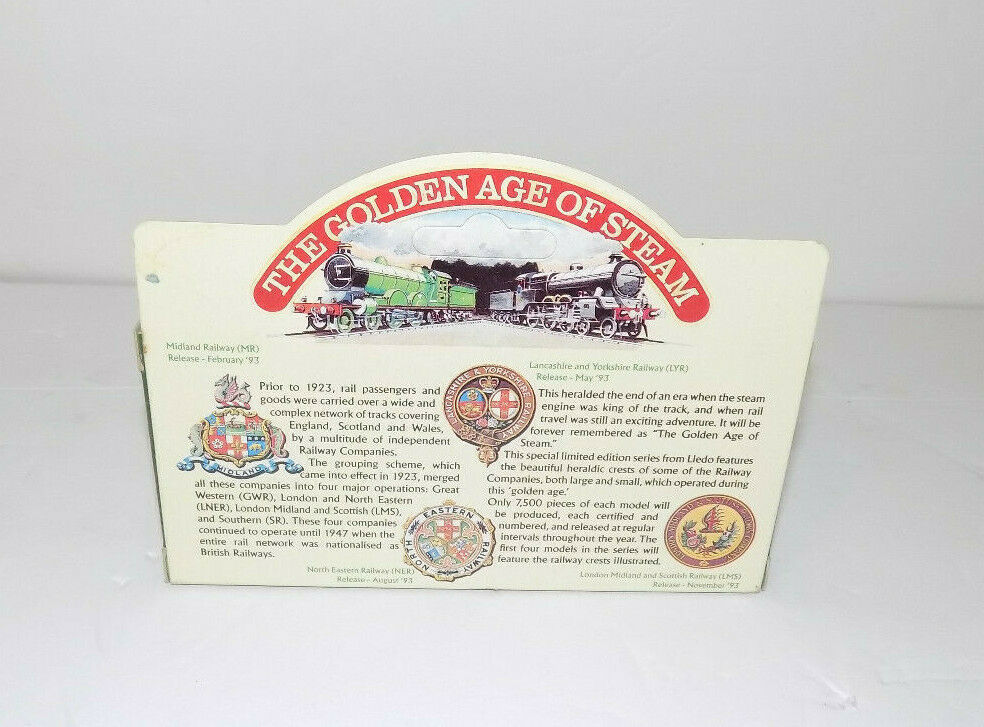 THE GOLDEN AGE OF STEAM
Midland Railway (MR)
Release - February '93
Prior to 1923, rail passengers and
goods were carried over a wide and
complex network of tracks covering
England, Scotland and Wales,
by a multitude of independent
Railway Companies.
The grouping scheme, which
came into effect in 1923, merged
all these companies into four major operations: Great
Western (GWR), London and North Eastern
(LNER), London Midland and Scottish (LMS),
and Southern (SR). These four companies
continued to operate until 1947 when the
entire rail network was nationalised as
British Railways.
MIDLAND
NORTH EASTERN RAILWAY
North Eastern Railway (NER)
Release - August '93
Lancashire and Yorkshire Railway (LYR)
Release - May '93
LANCASHIRE & YORKSHIRE RAIL
This heralded the end of an era when the steam
engine was king of the track, and when rail
travel was still an exciting adventure. It will be
forever remembered as "The Golden Age of
Steam."
This special limited edition series from Lledo features
the beautiful heraldic crests of some of the Railway
Companies, both large and small, which operated during
this 'golden age.'
Only 7,500 pieces of each model will
be produced, each certified and
numbered, and released at regular
intervals throughout the year. The
first four models in the series will
feature the railway crests illustrated.
London Midland and Scottish Railway (LMS)
Release - November '93